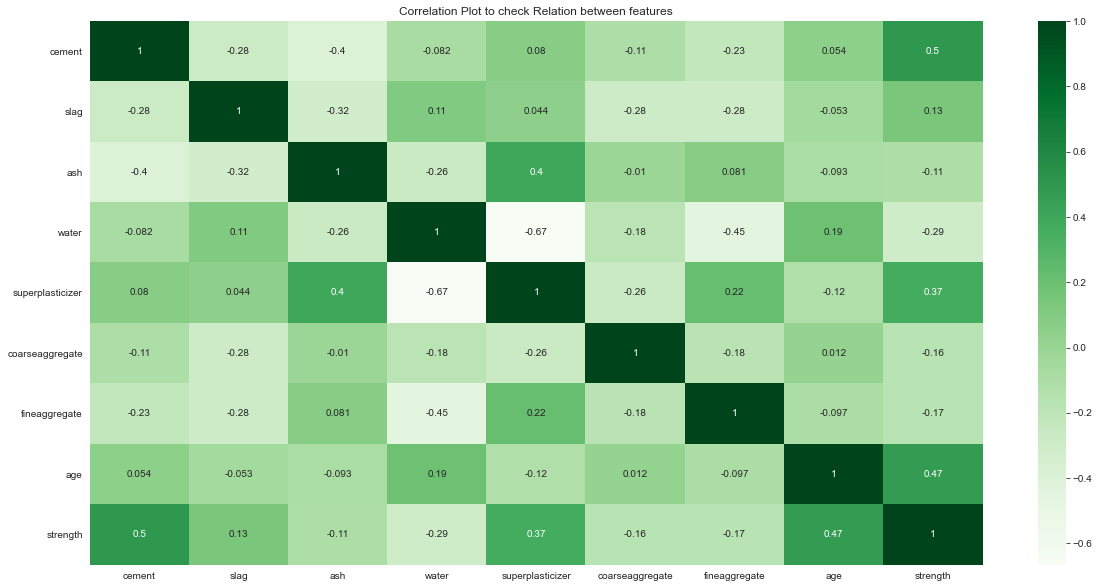 Correlation Plot to check Relation between features
cement 1 -0.28 -0.4 -0.082 0.08 -0.11 -0.23 0.054 0.5
slag -0.28 1 -0.32 0.11 0.044 -0.28 -0.28 -0.053 0.13
ash -0.4 -0.32 1 -0.26 0.4 -0.01 0.081 -0.093 -0.11
water -0.082 0.11 -0.26 1 -0.67 -0.18 -0.45 0.19 -0.29
superplasticizer 0.08 0.044 0.4 -0.67 1 -0.26 0.22 -0.12 0.37
coarseaggregate -0.11 -0.28 -0.01 -0.18 -0.26 1 -0.18 0.012 -0.16
fineaggregate -0.23 -0.28 0.081 -0.45 0.22 -0.18 1 -0.097 -0.17
age 0.054 -0.053 -0.093 0.19 -0.12 0.012 -0.097 1 0.47
strength 0.5 0.13 -0.11 -0.29 0.37 -0.16 -0.17 0.47 1
cement slag ash water superplasticizer coarseaggregate fineaggregate age strength
1.0
0.8
0.6
0.4
0.2
0.0
−0.2
−0.4
−0.6